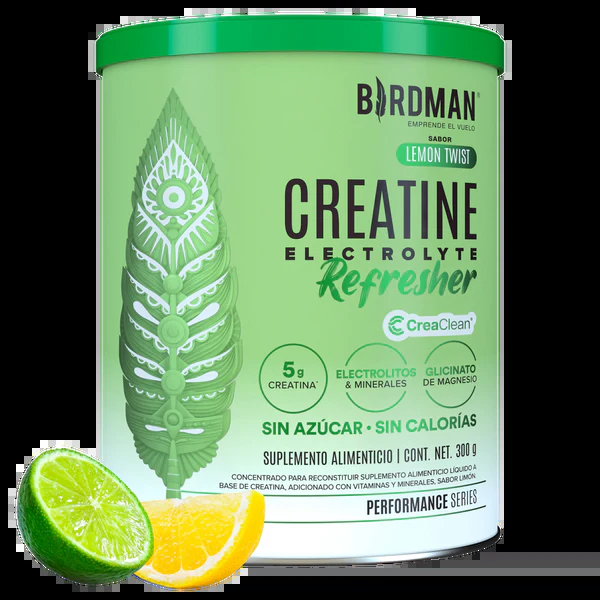 BIRDMAN®
EMPRENDE EL VUELO
SABOR
LEMON TWIST
CREATINE
ELECTROLYTE
Refresher
CreaClean®
5g
CREATINA*
ELECTROLITOS
& MINERALES
GLICINATO
DE MAGNESIO
SIN AZÚCAR • SIN CALORÍAS
SUPLEMENTO ALIMENTICIO | CONT. NET. 300 g
CONCENTRADO PARA RECONSTITUIR SUPLEMENTO ALIMENTICIO LÍQUIDO A
BASE DE CREATINA, ADICIONADO CON VITAMINAS Y MINERALES, SABOR LIMÓN.
PERFORMANCE SERIES